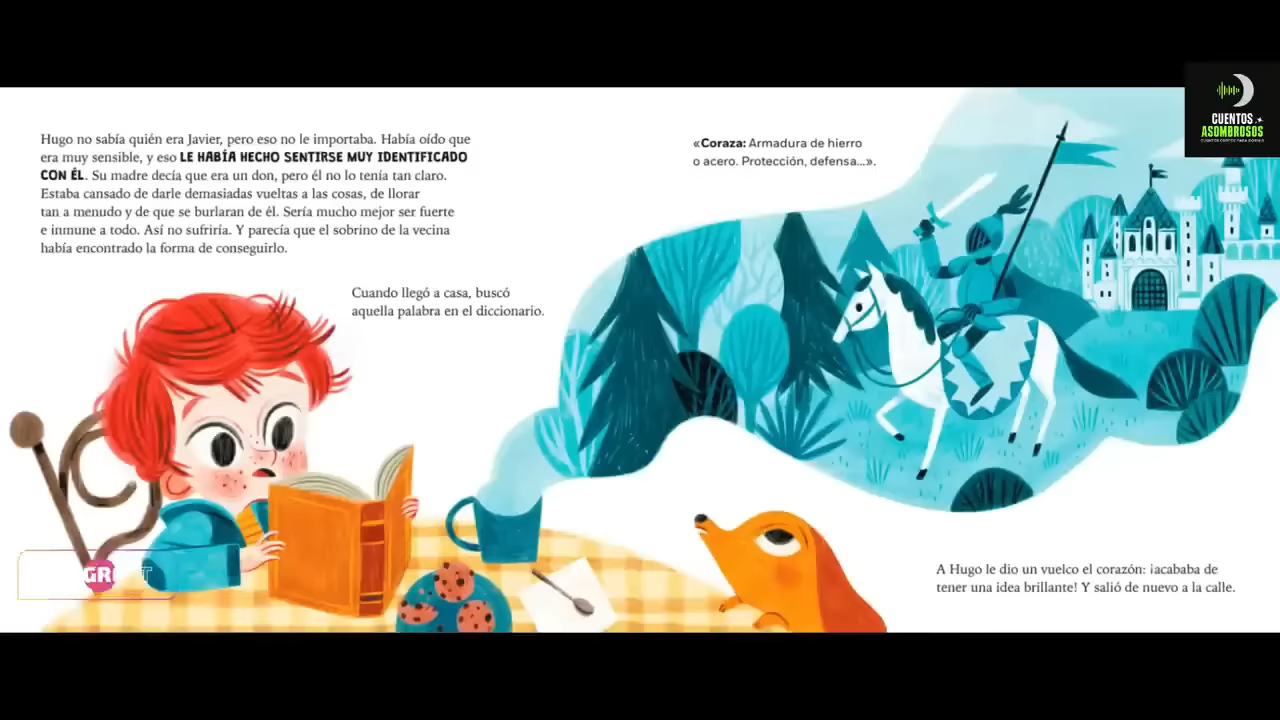 Hugo no sabía quién era Javier, pero eso no le importaba. Había oído que
era muy sensible, y eso LE HABÍA HECHO SENTIRSE MUY IDENTIFICADO
CON ÉL. Su madre decía que era un don, pero él no lo tenía tan claro.
Estaba cansado de darle demasiadas vueltas a las cosas, de llorar
tan a menudo y de que se burlaran de él. Sería mucho mejor ser fuerte
e inmune a todo. Así no sufriría. Y parecía que el sobrino de la vecina
había encontrado la forma de conseguirlo.
Cuando llegó a casa, buscó
aquella palabra en el diccionario.
«Coraza: Armadura de hierro
o acero. Protección, defensa...».
A Hugo le dio un vuelco el corazón: ¡acababa de
tener una idea brillante! Y salió de nuevo a la calle.
CUENTOS
ASOMBROSOS
CUENTOS CORTOS PARA DORMIR